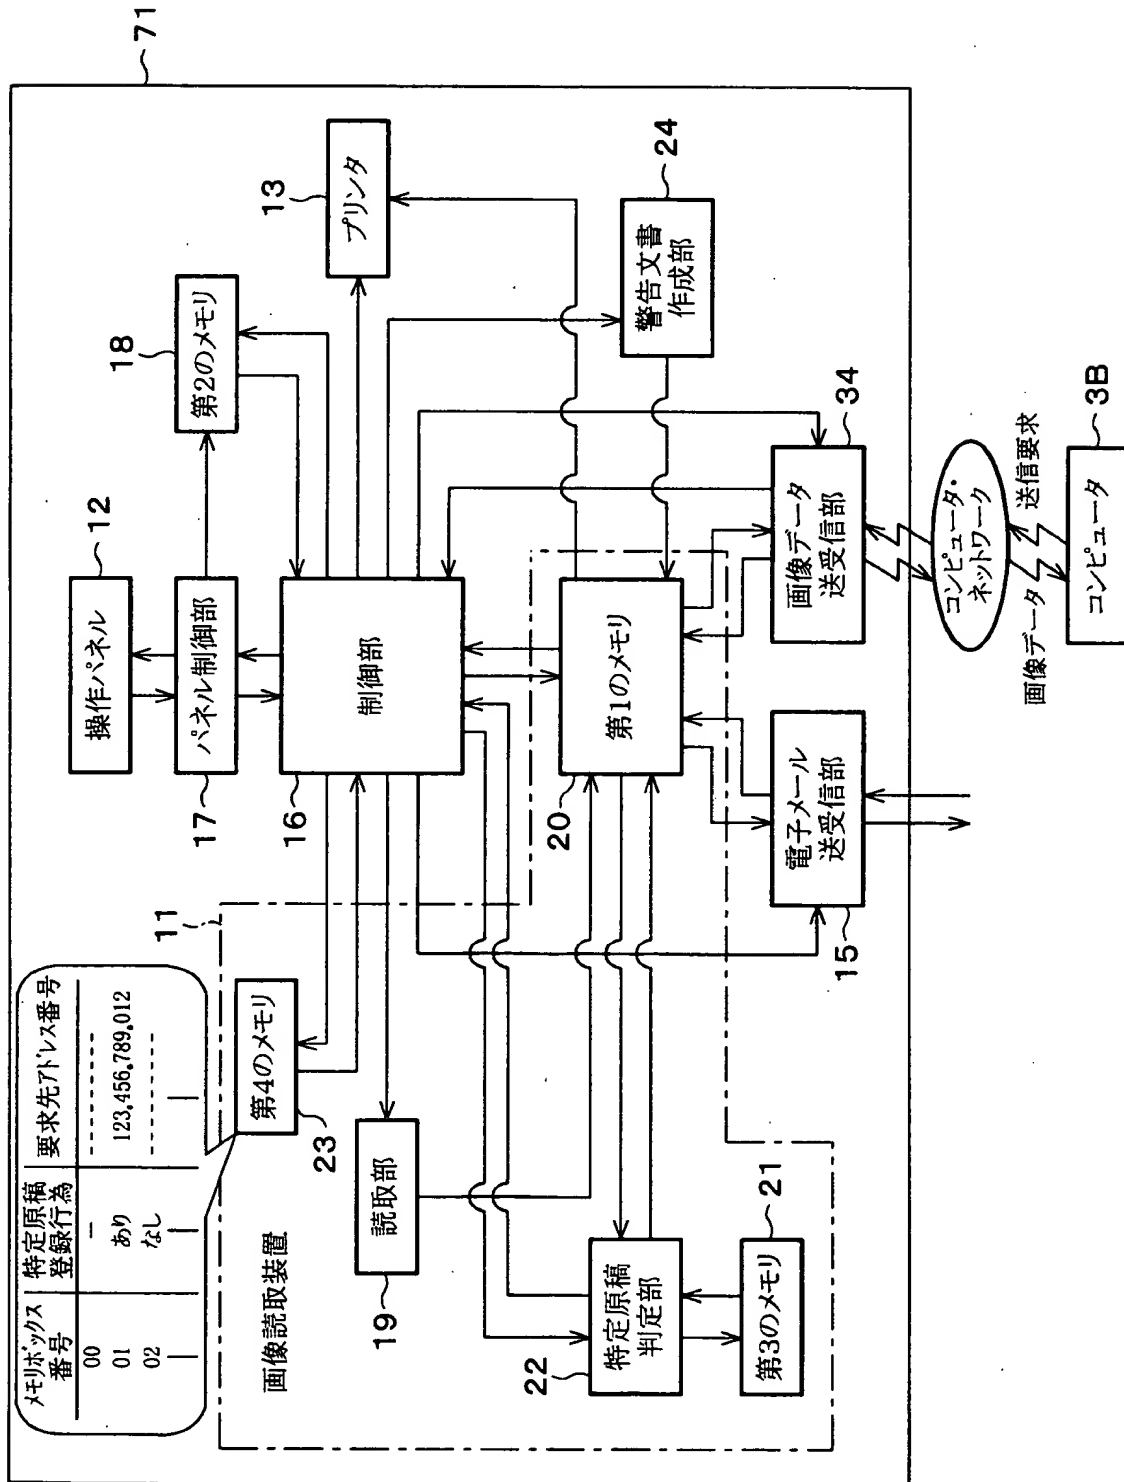 71
メモリボックス
番号
特定原稿
登録行為
要求先アドレス番号
00
－
---------
01
あり
123.456.789.012
02
なし
---------
11
画像読取装置
第4のメモリ
23
読取部
19
特定原稿
判定部
22
第3のメモリ
21
操作パネル
12
パネル制御部
17
第2のメモリ
18
制御部
16
プリンタ
13
第1のメモリ
20
警告文書
作成部
24
電子メール
送受信部
15
画像データ
送受信部
34
コンピュータ・
ネットワーク
画像データ
送信要求
コンピュータ
3B